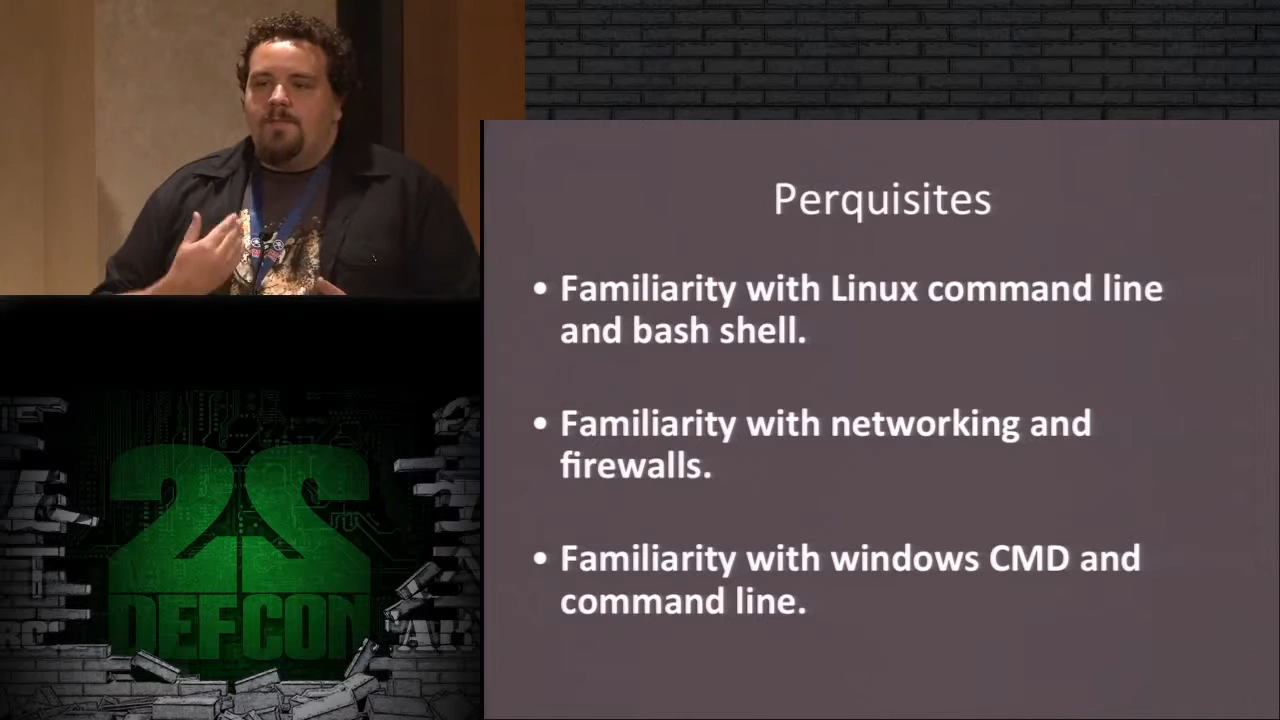 Perquisites
• Familiarity with Linux command line
and bash shell.
• Familiarity with networking and
firewalls.
• Familiarity with windows CMD and
command line.
22
DEFCON